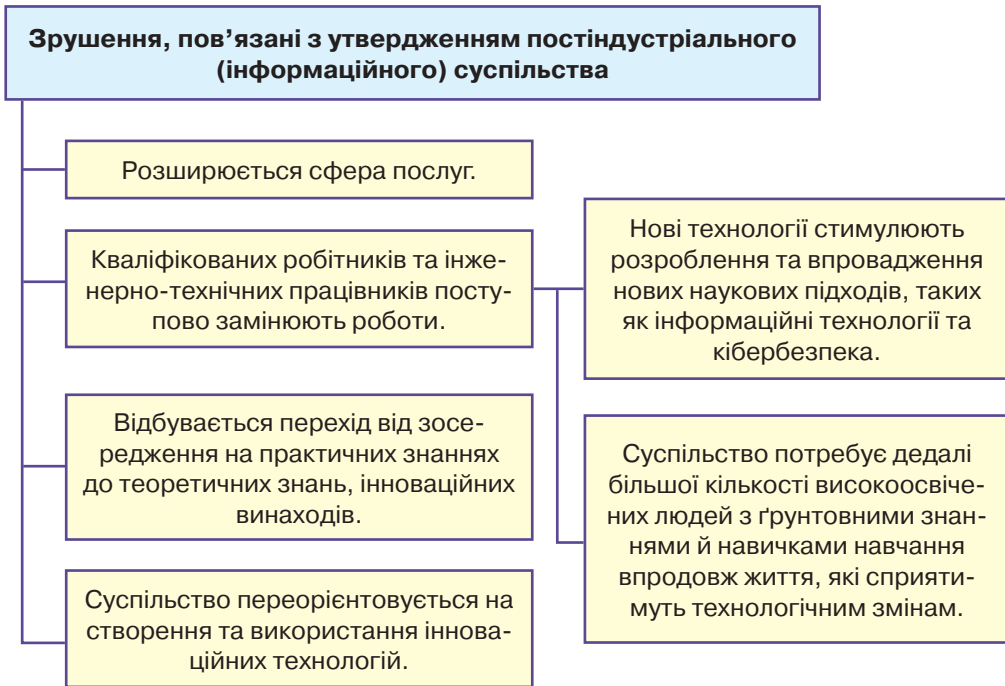 Зрушення, пов’язані з утвердженням постіндустріального
(інформаційного) суспільства
Розширюється сфера послуг.
Кваліфікованих робітників та інже-
нерно-технічних працівників посту-
пово замінюють роботи.
Відбувається перехід від зосе-
редження на практичних знаннях
до теоретичних знань, інноваційних
винаходів.
Суспільство переорієнтовується на
створення та використання іннова-
ційних технологій.
Нові технології стимулюють
розроблення та впровадження
нових наукових підходів, таких
як інформаційні технології та
кібербезпека.
Суспільство потребує дедалі
більшої кількості високоосвіче-
них людей з ґрунтовними знан-
нями й навичками навчання
впродовж життя, які сприяти-
муть технологічним змінам.